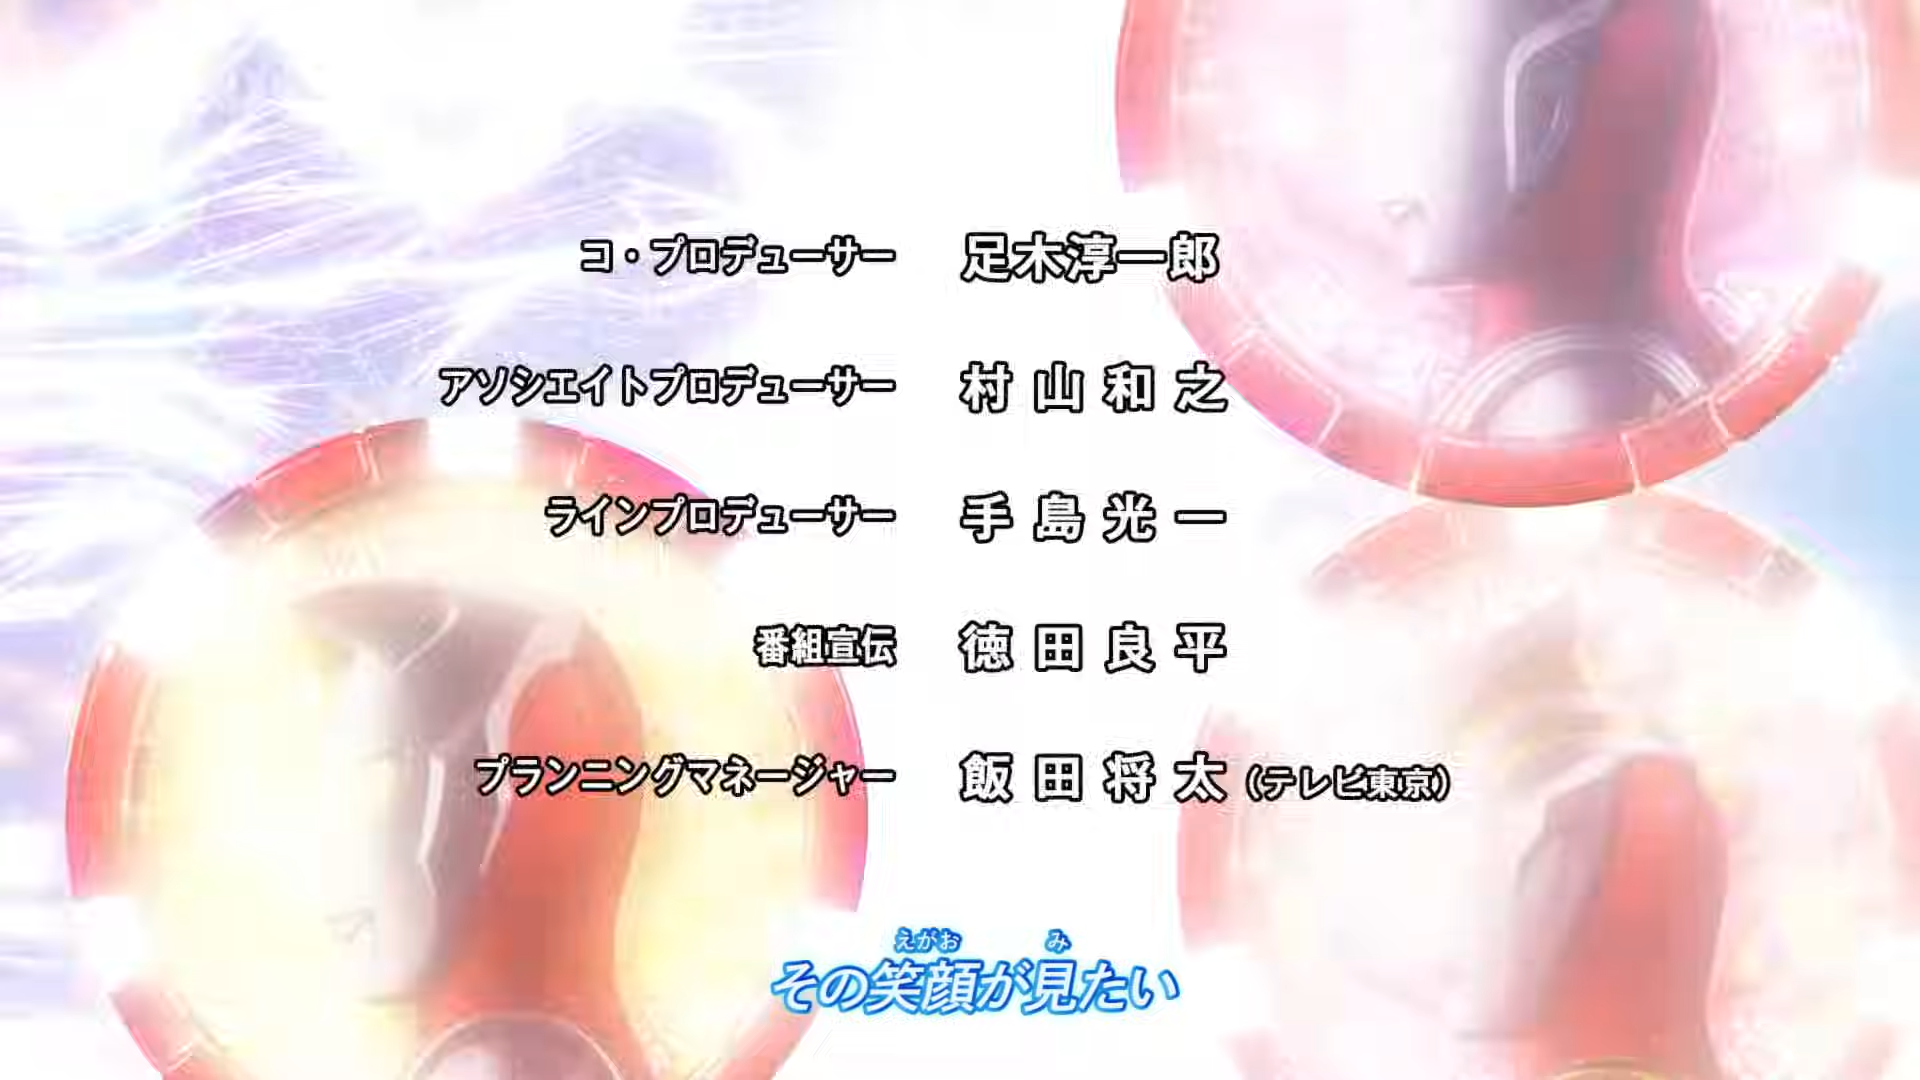 コ・プロデューサー 足木淳一郎
アソシエイトプロデューサー 村山和之
ラインプロデューサー 手島光一
番組宣伝 徳田良平
プランニングマネージャー 飯田将太（テレビ東京）
えがお み
その笑顔が見たい